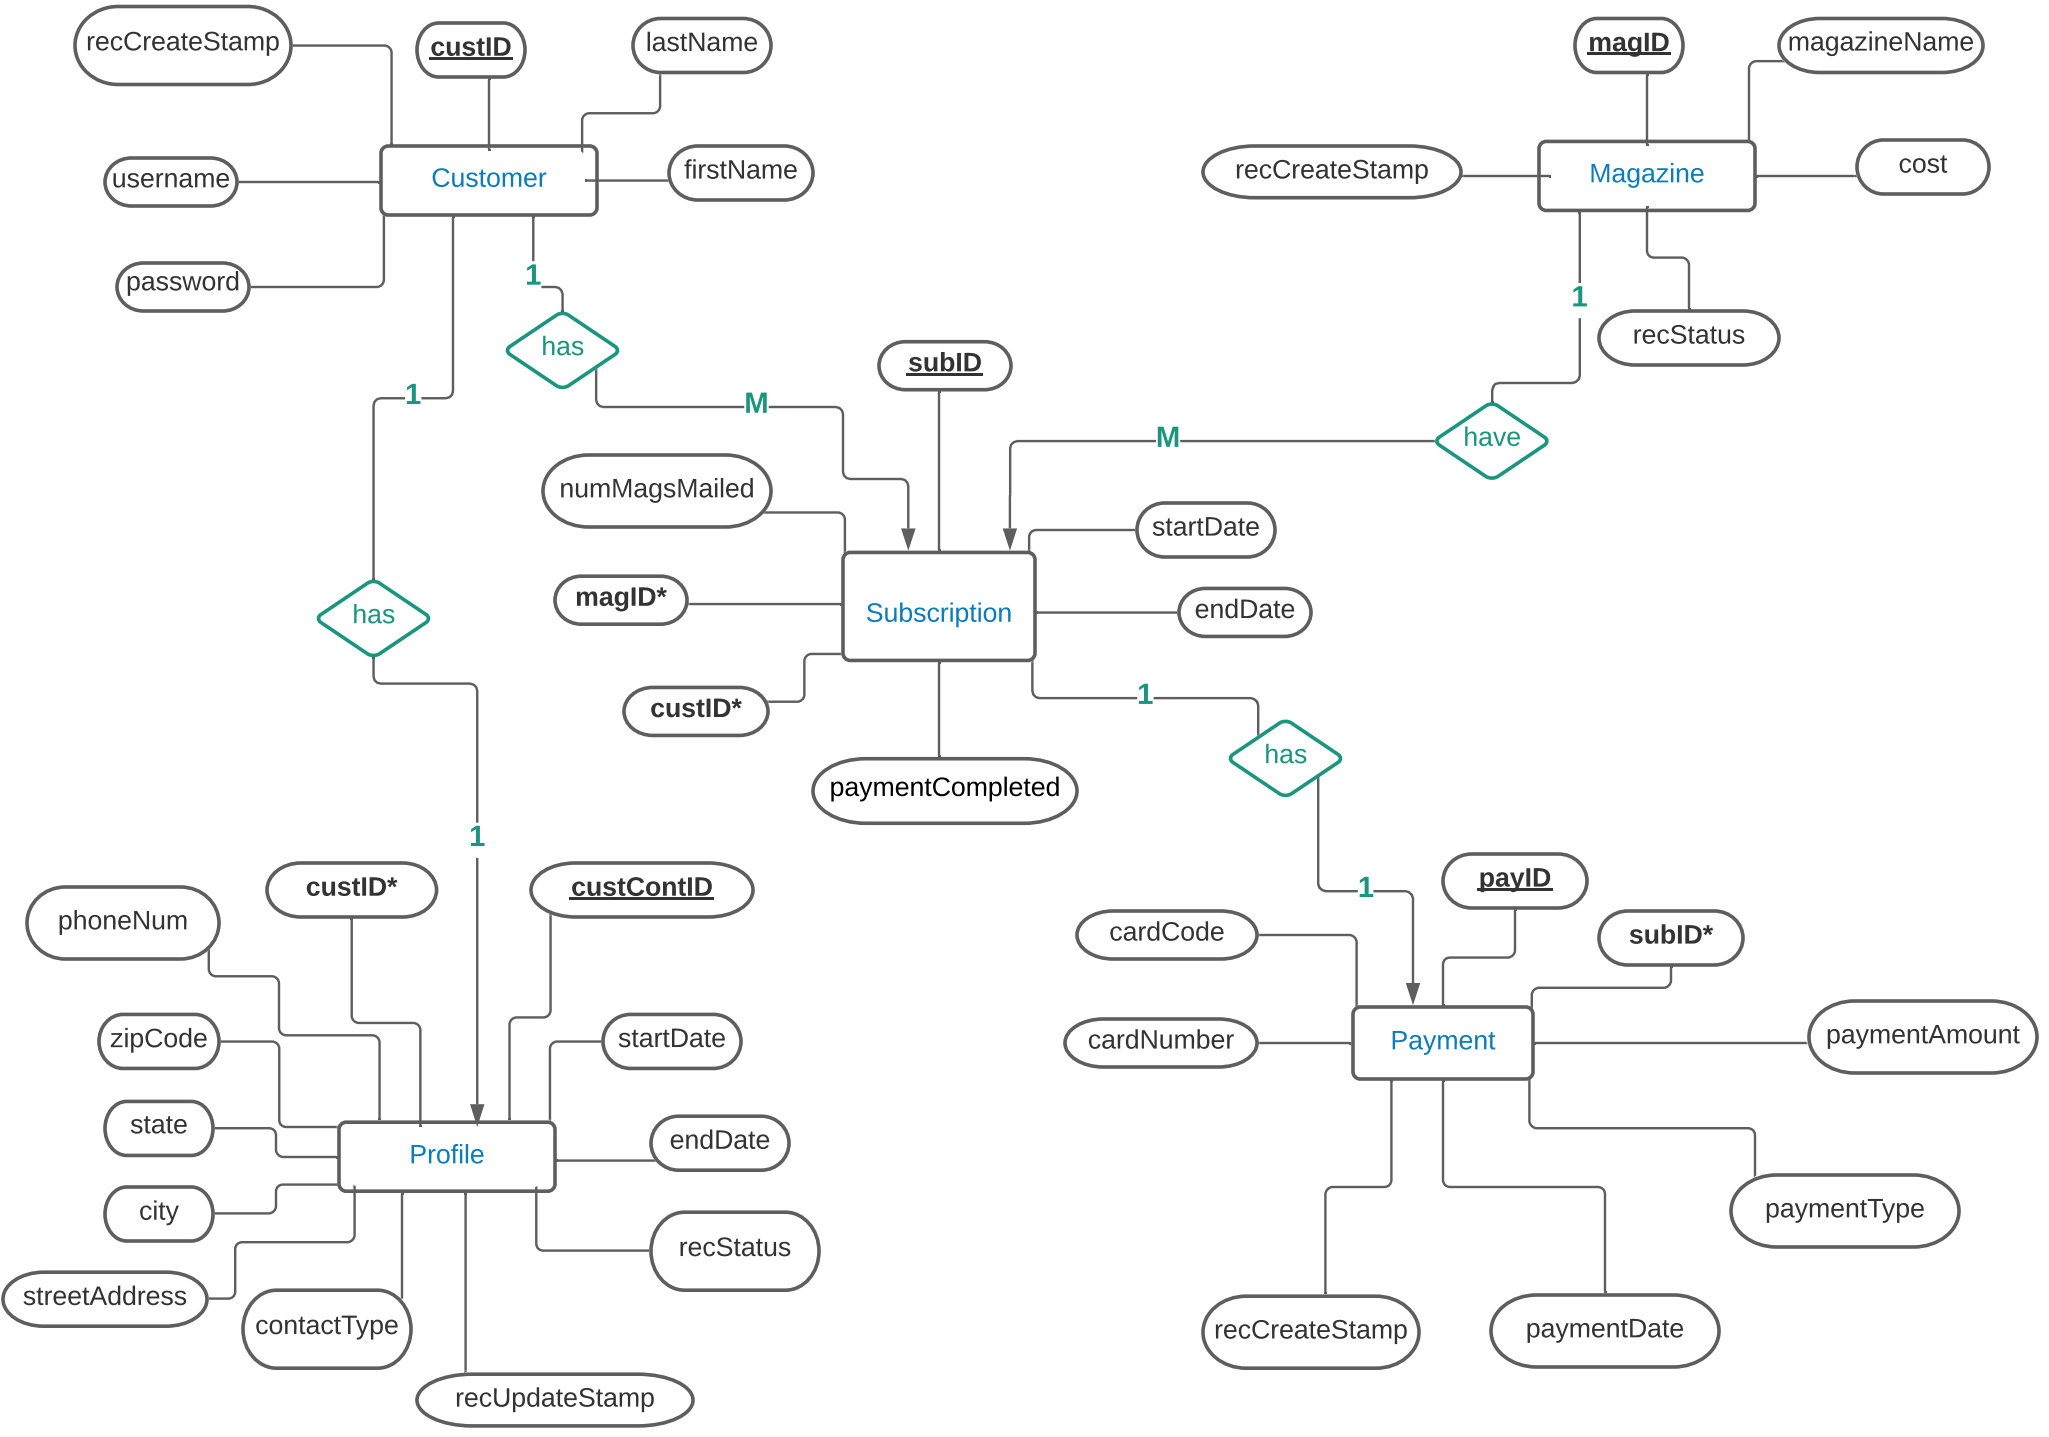 recCreateStamp
custID
lastName
magID
magazineName
username
Customer
firstName
recCreateStamp
Magazine
cost
password
1
1
has
recStatus
subID
1
M
have
M
numMagsMailed
startDate
has
magID*
Subscription
endDate
custID*
1
has
paymentCompleted
1
custID*
custContID
payID
1
phoneNum
cardCode
subID*
zipCode
startDate
cardNumber
Payment
paymentAmount
state
Profile
endDate
city
recStatus
paymentType
streetAddress
contactType
recCreateStamp
paymentDate
recUpdateStamp